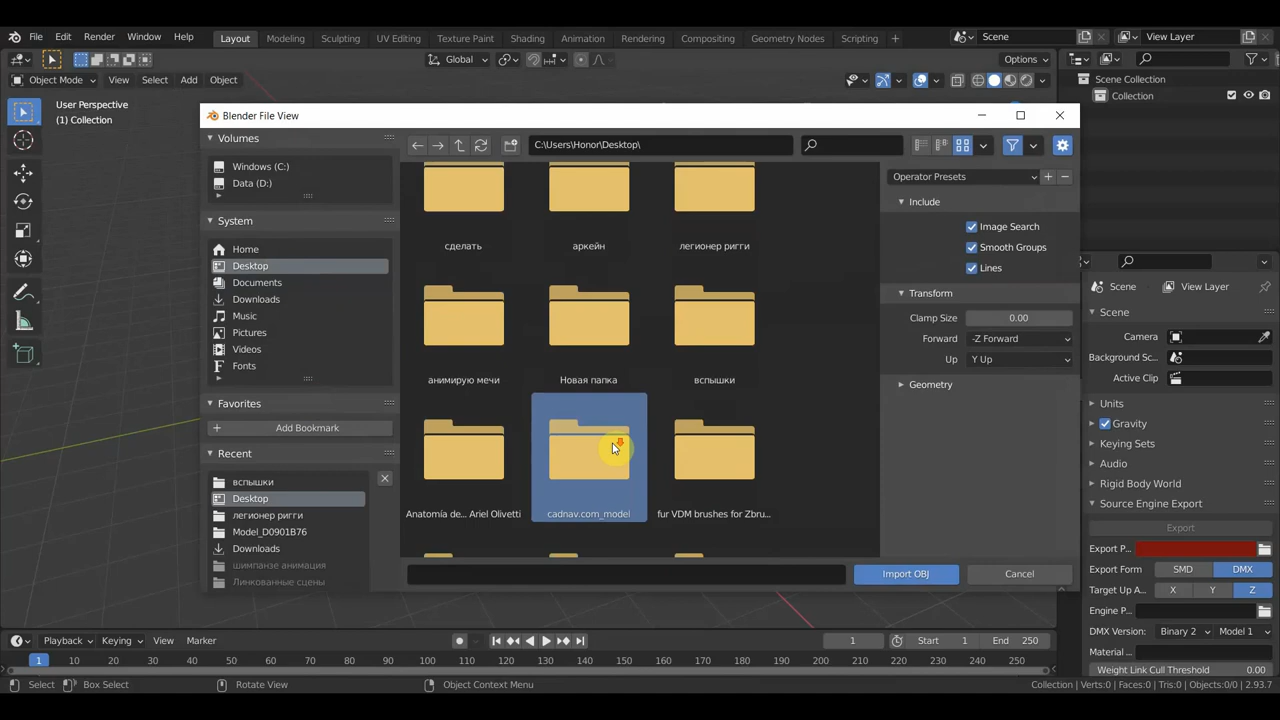 File Edit Render Window Help Layout Modeling Sculpting UV Editing Texture Paint Shading Animation Rendering Compositing Geometry Nodes Scripting + Scene View Layer
Global Options
Object Mode View Select Add Object Scene Collection
Collection
User Perspective
(1) Collection
Blender File View
Volumes
Windows (C:)
Data (D:)
System
Home
Desktop
Documents
Downloads
Music
Pictures
Videos
Fonts
Favorites
Add Bookmark
Recent
вспышки
Desktop
легионер ригги
Model_D0901B76
Downloads
шимпанзе анимация
Линкованные сцены
C:\Users\Honor\Desktop\
сделать аркейн легионер ригги
анимирую мечи Новая папка вспышки
Anatomía de... Ariel Olivetti cadnav.com_model fur VDM brushes for Zbru...
Import OBJ Cancel
Operator Presets
Include
Image Search
Smooth Groups
Lines
Transform
Clamp Size 0.00
Forward -Z Forward
Up Y Up
Geometry
Scene View Layer
Scene
Camera
Background Sc...
Active Clip
Units
Gravity
Keying Sets
Audio
Rigid Body World
Source Engine Export
Export
Export P...
Export Form SMD DMX
Target Up A... X Y Z
Engine P...
DMX Version: Binary 2 Model 1
Material ...
Weight Link Cull Threshold 0.00
Playback Keying View Marker 1 Start 1 End 250
1 10 20 30 40 50 60 70 80 90 100 110 120 130 140 150 160 170 180 190 200 210 220 230 240 250
Select Box Select Rotate View Object Context Menu Collection | Verts:0 | Faces:0 | Tris:0 | Objects:0/0 | 2.93.7